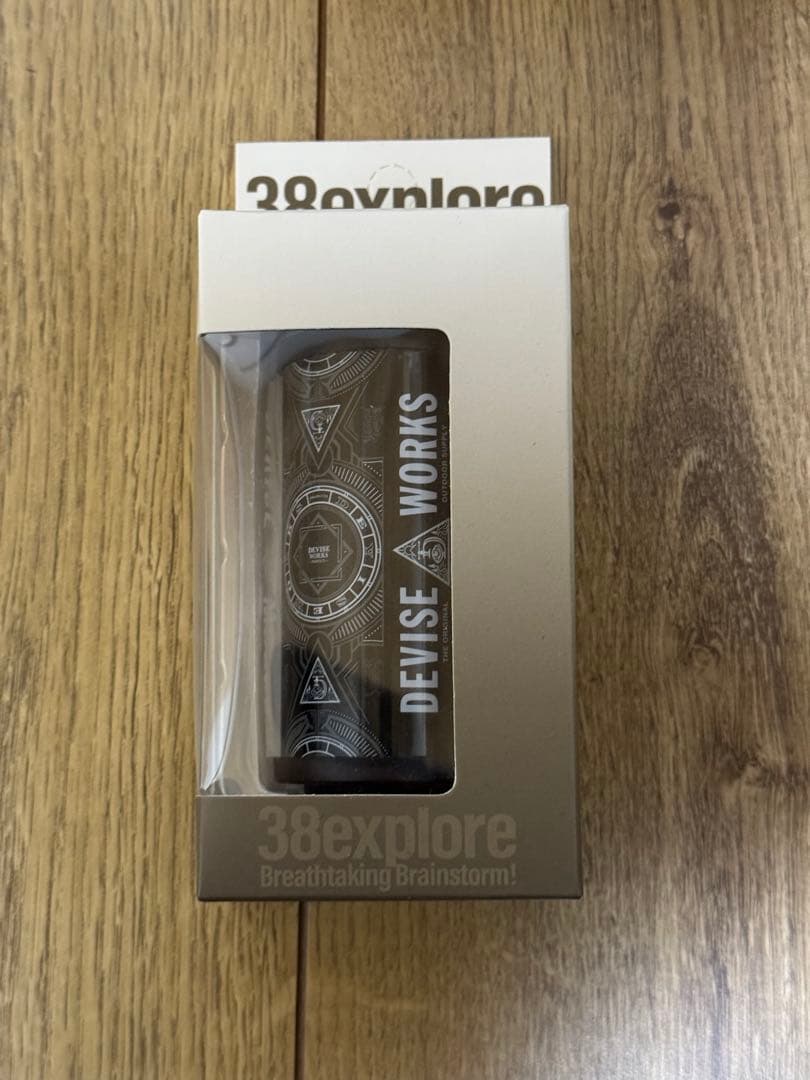 38explore
DEVISE WORKS
THE ORIGINAL
OUTDOOR SUPPLY
DEVISE
WORKS
38explore
Breathtaking Brainstorm!